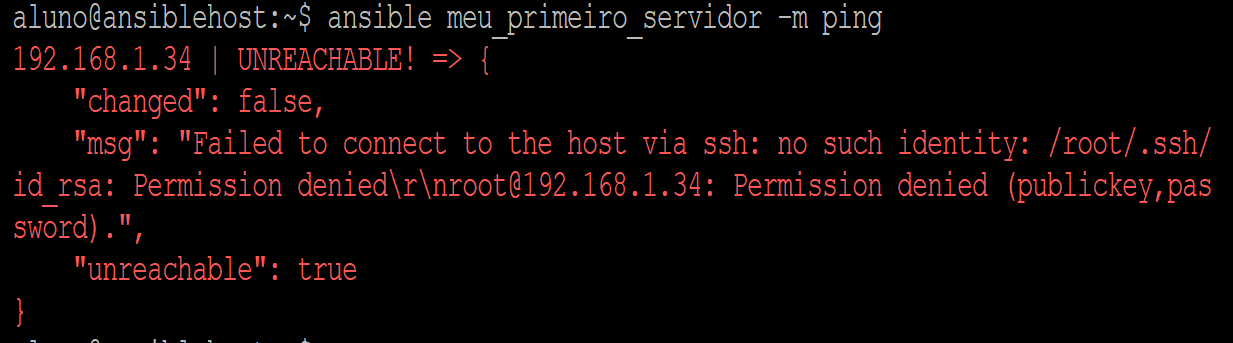 aluno@ansiblehost:~$ ansible meu_primeiro_servidor -m ping
192.168.1.34 | UNREACHABLE! => {
    "changed": false,
    "msg": "Failed to connect to the host via ssh: no such identity: /root/.ssh/
id_rsa: Permission denied\r\nroot@192.168.1.34: Permission denied (publickey,pas
sword).",
    "unreachable": true
}